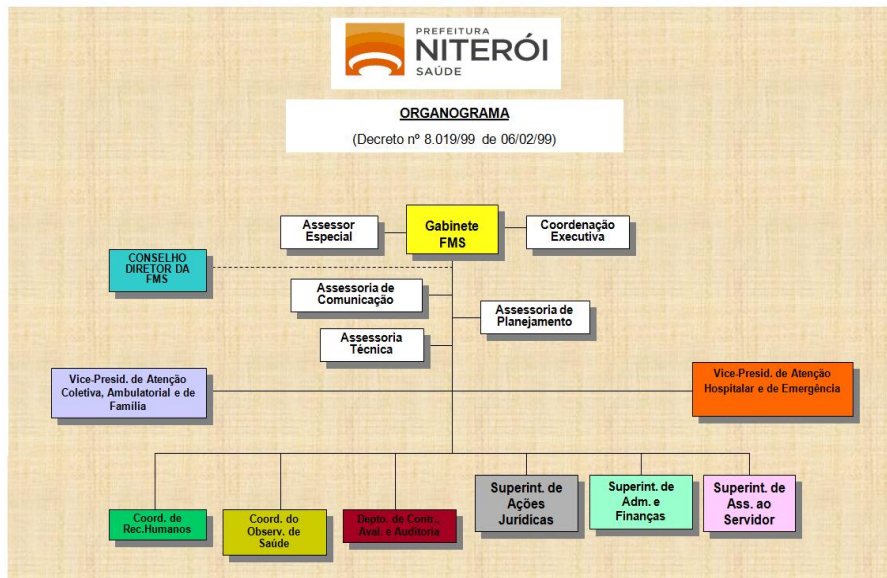 PREFEITURA
NITERÓI
SAÚDE
ORGANOGRAMA
(Decreto nº 8.019/99 de 06/02/99)
Assessor
Especial
Gabinete
FMS
Coordenação
Executiva
CONSELHO
DIRETOR DA
FMS
Assessoria de
Comunicação
Assessoria de
Planejamento
Assessoria
Técnica
Vice-Presid. de Atenção
Coletiva, Ambulatorial e de
Família
Vice-Presid. de Atenção
Hospitalar e de Emergência
Coord. de
Rec.Humanos
Coord. do
Observ. de
Saúde
Depto. de Contr.,
Aval. e Auditoria
Superint. de
Ações
Jurídicas
Superint. de
Adm. e
Finanças
Superint. de
Ass. ao
Servidor